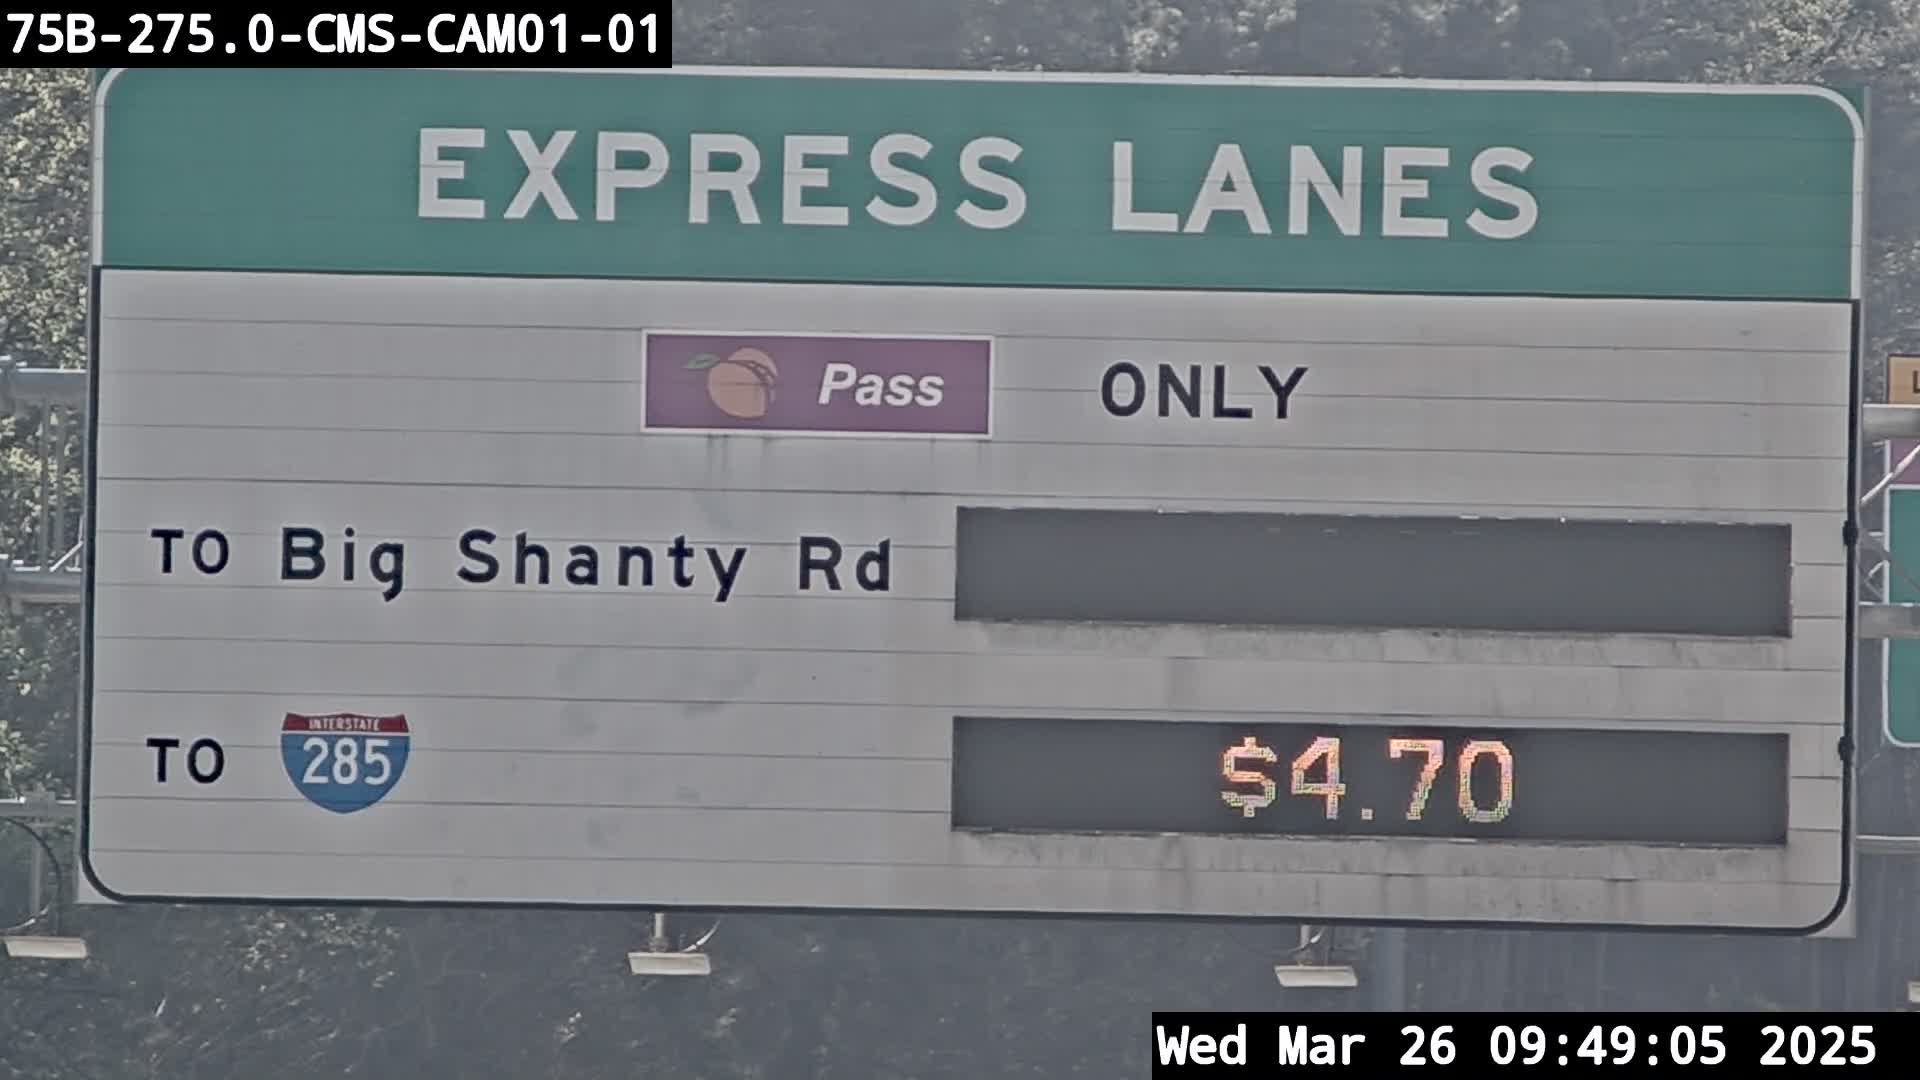 75B-275.0-CMS-CAM01-01
EXPRESS LANES
Pass ONLY
TO Big Shanty Rd
TO INTERSTATE 285 $4.70
Wed Mar 26 09:49:05 2025